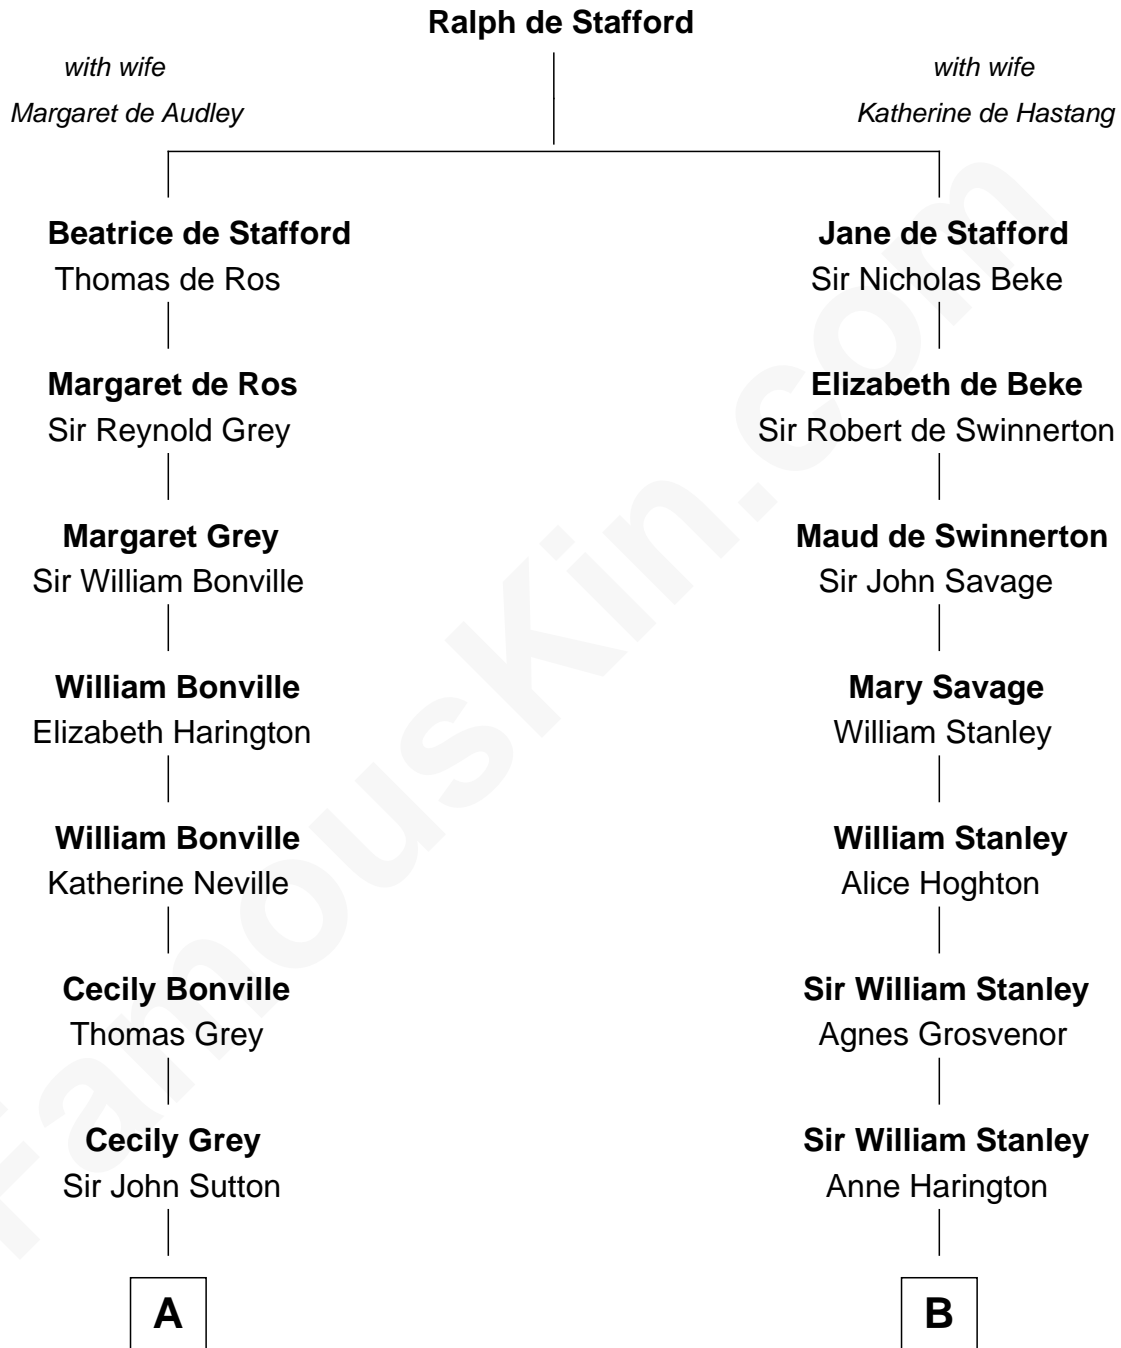 Ralph de Stafford
with wife
Margaret de Audley
with wife
Katherine de Hastang
Beatrice de Stafford
Thomas de Ros
Jane de Stafford
Sir Nicholas Beke
Margaret de Ros
Sir Reynold Grey
Elizabeth de Beke
Sir Robert de Swinnerton
Margaret Grey
Sir William Bonville
Maud de Swinnerton
Sir John Savage
William Bonville
Elizabeth Harington
Mary Savage
William Stanley
William Bonville
Katherine Neville
William Stanley
Alice Hoghton
Cecily Bonville
Thomas Grey
Sir William Stanley
Agnes Grosvenor
Cecily Grey
Sir John Sutton
Sir William Stanley
Anne Harington
A
B
FamousKin.com